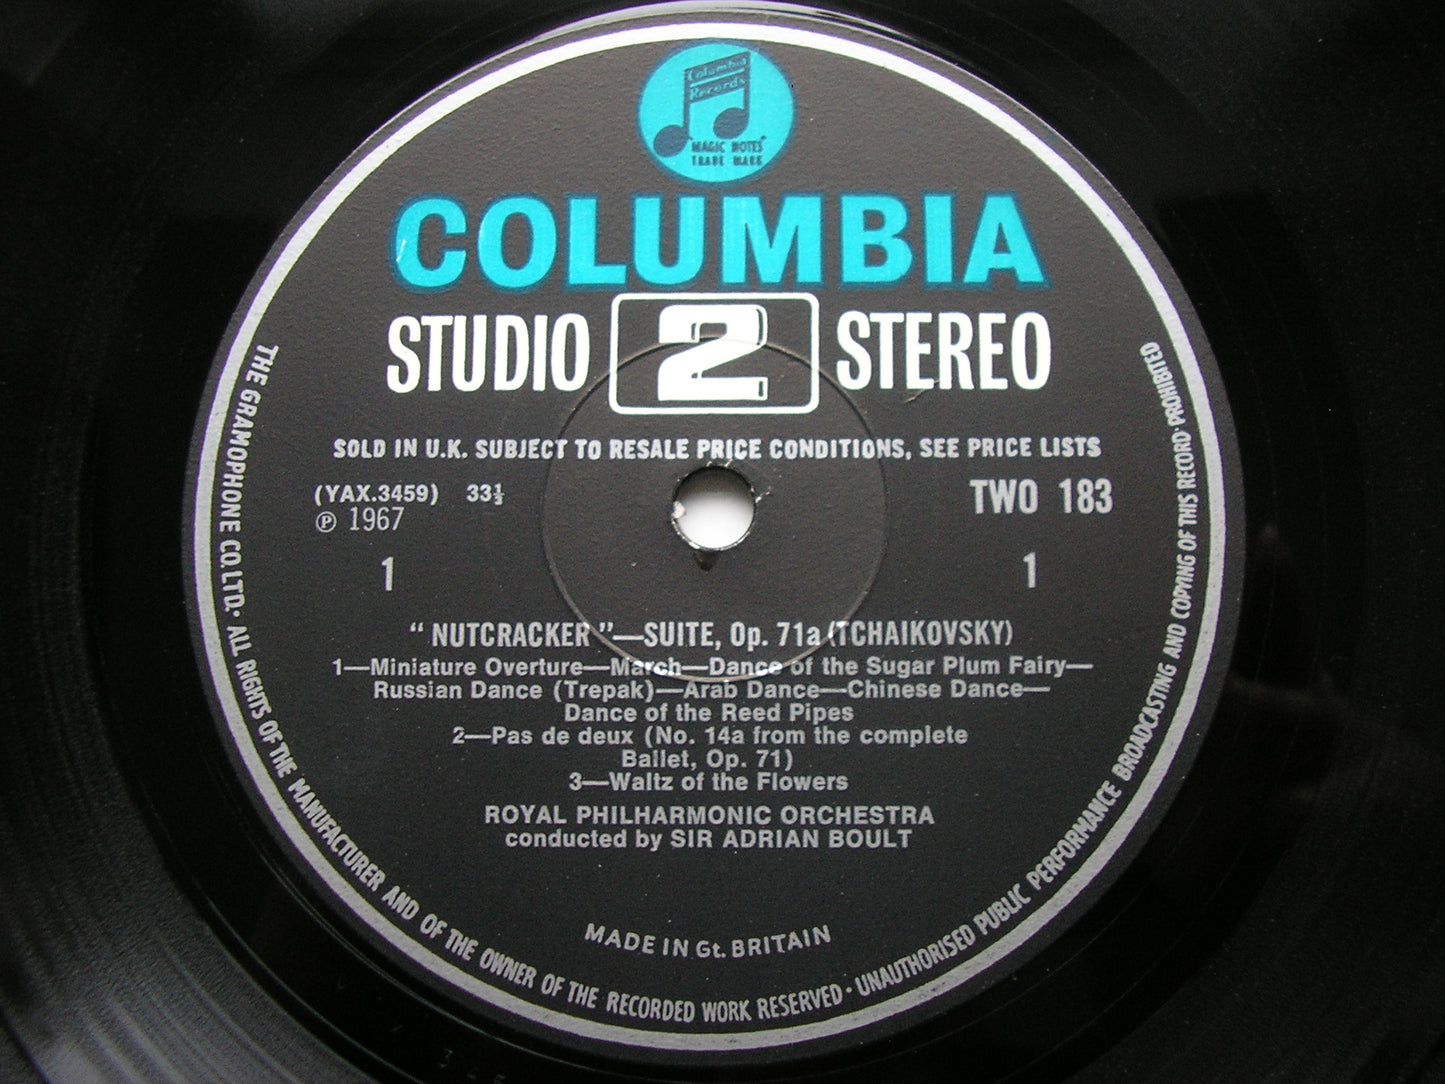 Columbia
Records
"MAGIC NOTES"
TRADE MARK
COLUMBIA
STUDIO 2 STEREO
SOLD IN U.K. SUBJECT TO RESALE PRICE CONDITIONS, SEE PRICE LISTS
(YAX.3459) 33⅓
℗ 1967
TWO 183
1
1
"NUTCRACKER"—SUITE, Op. 71a (TCHAIKOVSKY)
1—Miniature Overture—March—Dance of the Sugar Plum Fairy—
Russian Dance (Trepak)—Arab Dance—Chinese Dance—
Dance of the Reed Pipes
2—Pas de deux (No. 14a from the complete
Ballet, Op. 71)
3—Waltz of the Flowers
ROYAL PHILHARMONIC ORCHESTRA
conducted by SIR ADRIAN BOULT
MADE IN Gt. BRITAIN
THE GRAMOPHONE CO. LTD. · ALL RIGHTS OF THE MANUFACTURER AND OF THE OWNER OF THE RECORDED WORK RESERVED · UNAUTHORISED PUBLIC PERFORMANCE BROADCASTING AND COPYING OF THIS RECORD · PROHIBITED